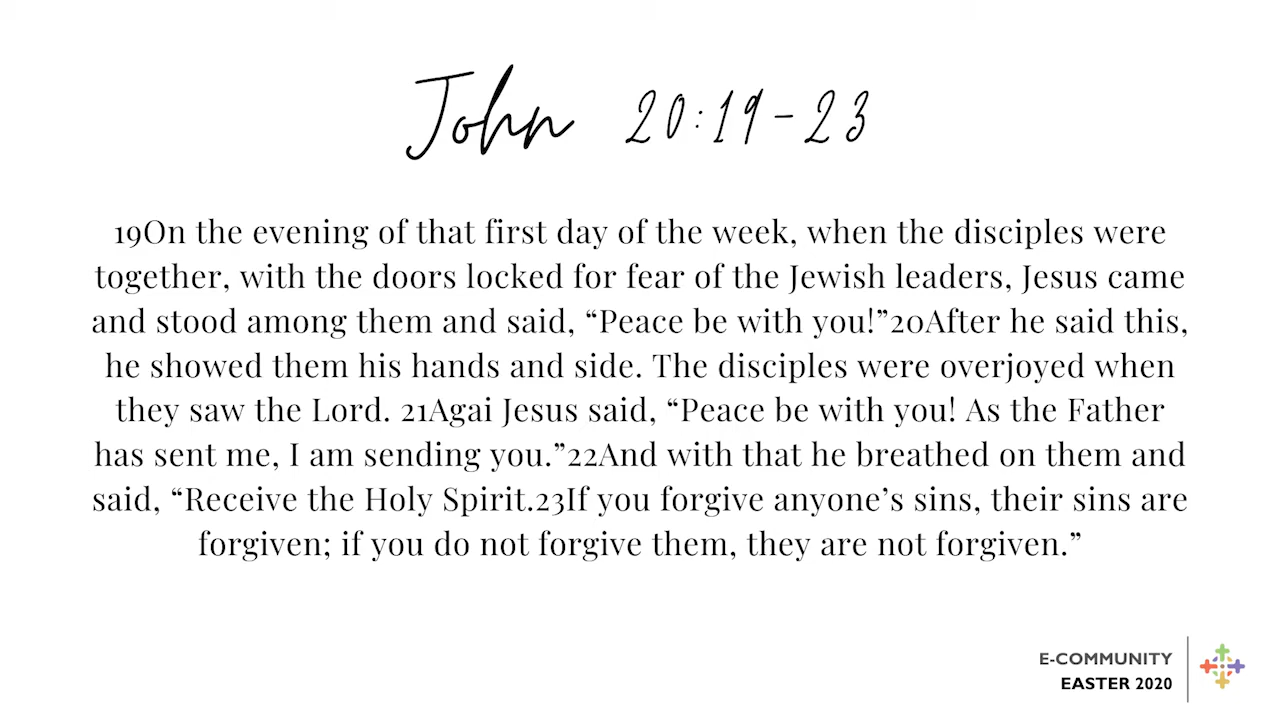 John 20:19-23
19On the evening of that first day of the week, when the disciples were
together, with the doors locked for fear of the Jewish leaders, Jesus came
and stood among them and said, “Peace be with you!”20After he said this,
he showed them his hands and side. The disciples were overjoyed when
they saw the Lord. 21Agai Jesus said, “Peace be with you! As the Father
has sent me, I am sending you.”22And with that he breathed on them and
said, “Receive the Holy Spirit.23If you forgive anyone’s sins, their sins are
forgiven; if you do not forgive them, they are not forgiven.”
E-COMMUNITY
EASTER 2020